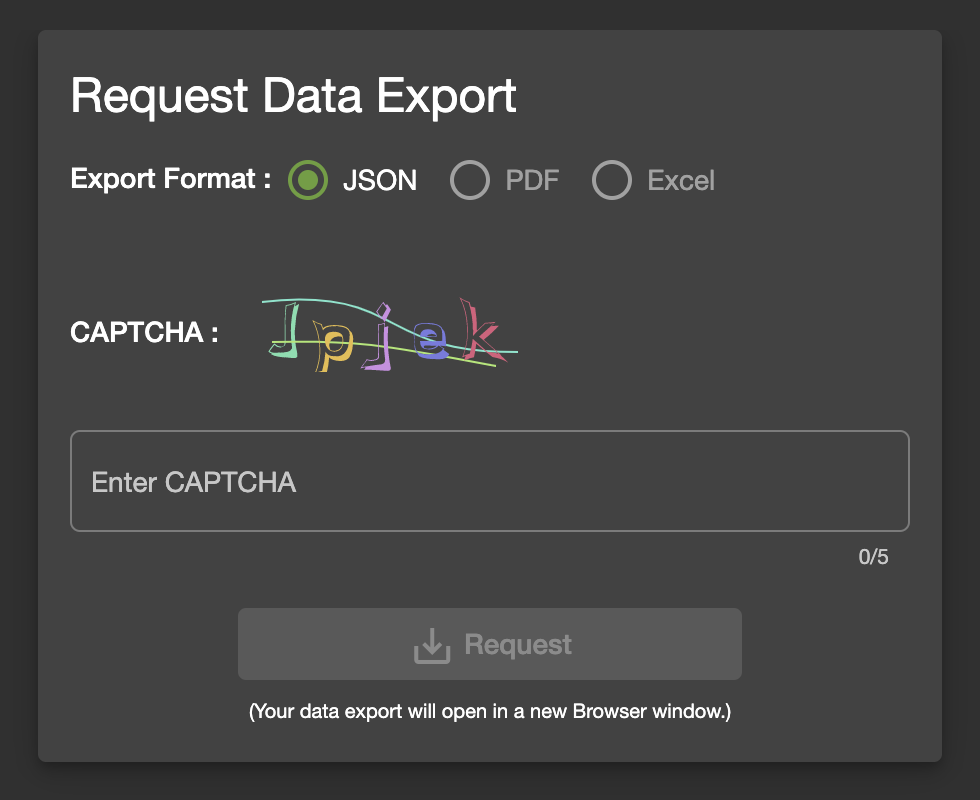 Request Data Export
Export Format : JSON PDF Excel
CAPTCHA :
Enter CAPTCHA
0/5
Request
(Your data export will open in a new Browser window.)